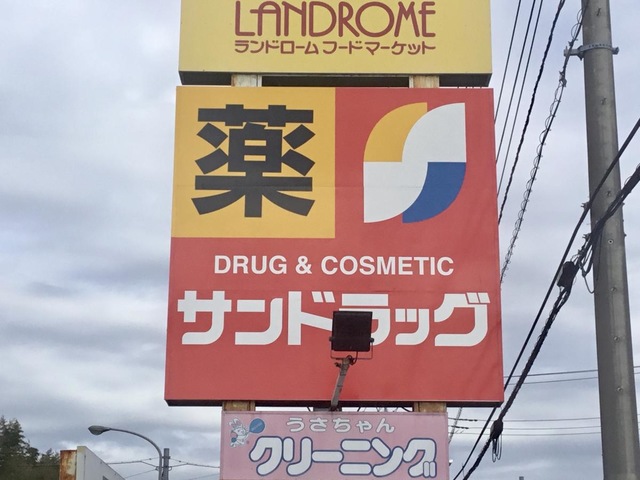 LANDROME
ランドローム フードマーケット
薬
DRUG & COSMETIC
サンドラッグ
うさちゃん
クリーニング